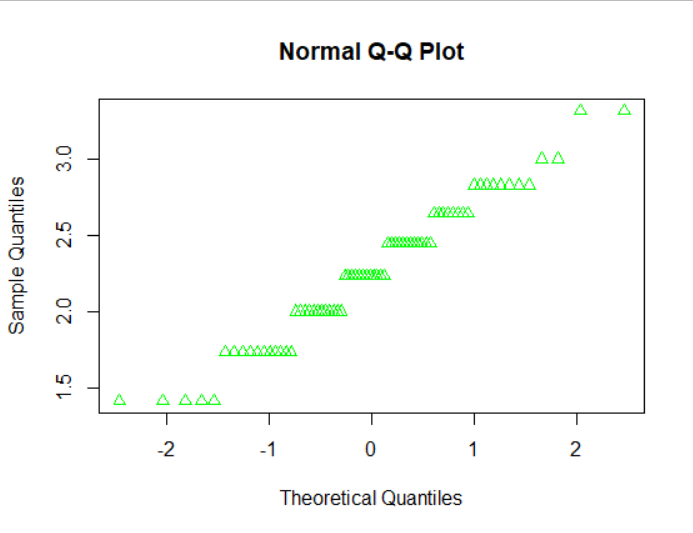 Normal Q-Q Plot
Sample Quantiles
3.0
2.5
2.0
1.5
-2 -1 0 1 2
Theoretical Quantiles